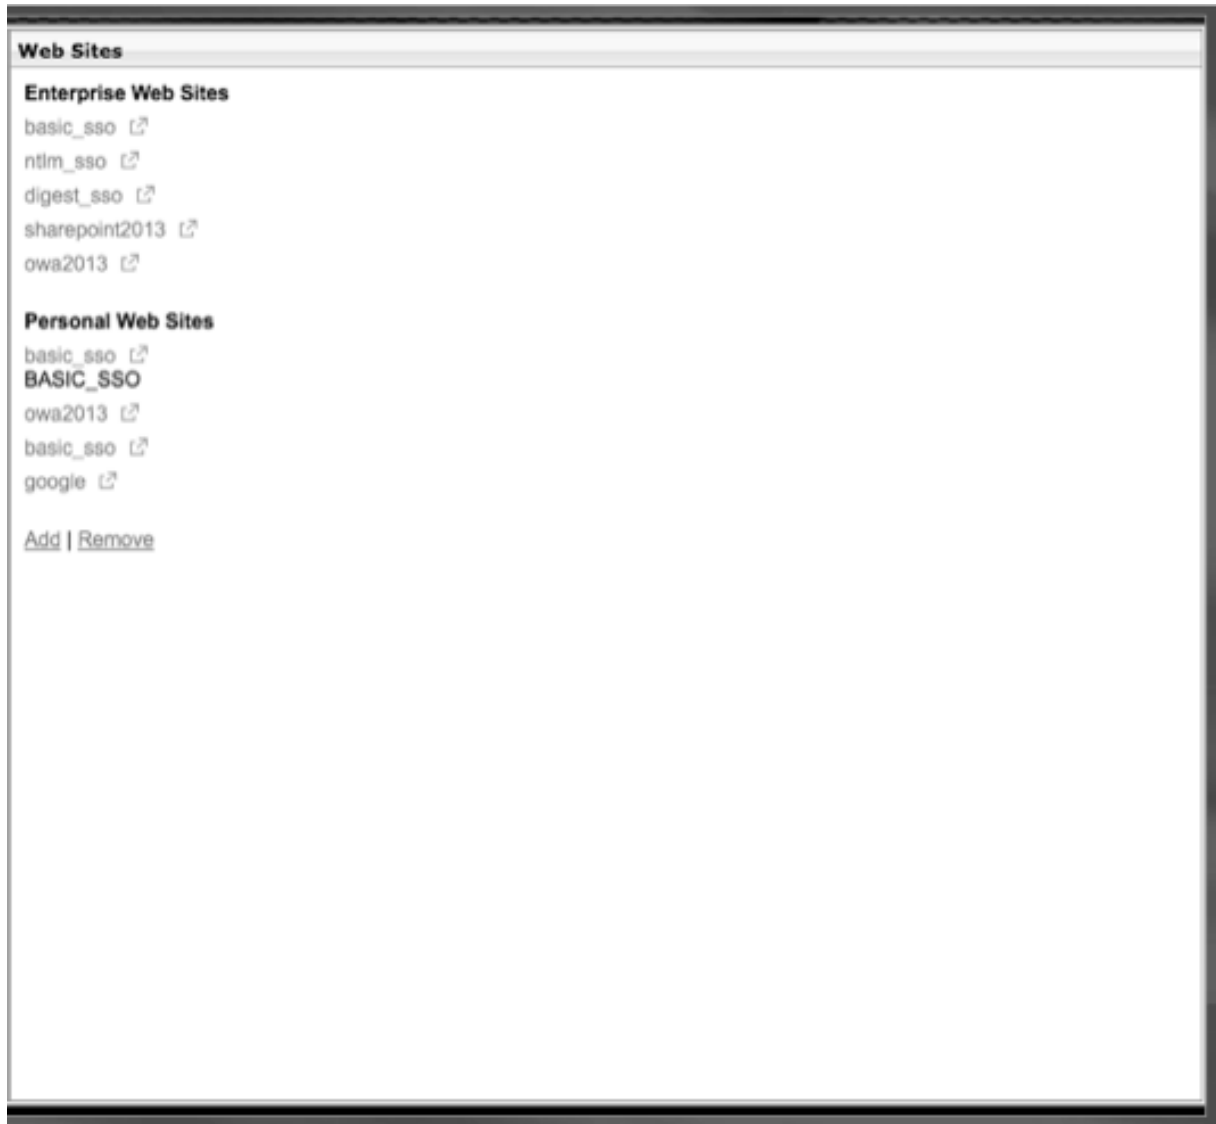 Web Sites
Enterprise Web Sites
basic_sso
ntlm_sso
digest_sso
sharepoint2013
owa2013
Personal Web Sites
basic_sso
BASIC_SSO
owa2013
basic_sso
google
Add | Remove